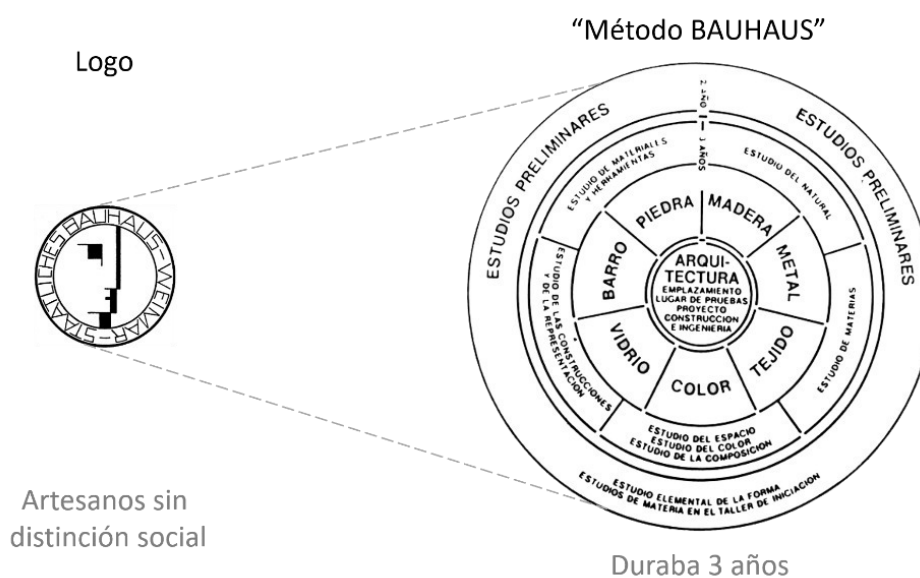 “Método BAUHAUS”
Logo
STAATLICHES BAUHAUS–WEIMAR–
Artesanos sin
distinción social
ESTUDIOS PRELIMINARES
ESTUDIOS PRELIMINARES
2. AÑO
3 AÑOS
ESTUDIO DE MATERIALES
Y HERRAMIENTAS
ESTUDIO DEL NATURAL
ESTUDIO DE LAS CONSTRUCCIONES
Y DE LA REPRESENTACION
ESTUDIO DE MATERIAS
PIEDRA
MADERA
BARRO
METAL
VIDRIO
TEJIDO
COLOR
ARQUI-
TECTURA
EMPLAZAMIENTO
LUGAR DE PRUEBAS
PROYECTO
CONSTRUCCION
E INGENIERIA
ESTUDIO DEL ESPACIO
ESTUDIO DEL COLOR
ESTUDIO DE LA COMPOSICION
ESTUDIO ELEMENTAL DE LA FORMA
ESTUDIOS DE MATERIA EN EL TALLER DE INICIACION
Duraba 3 años